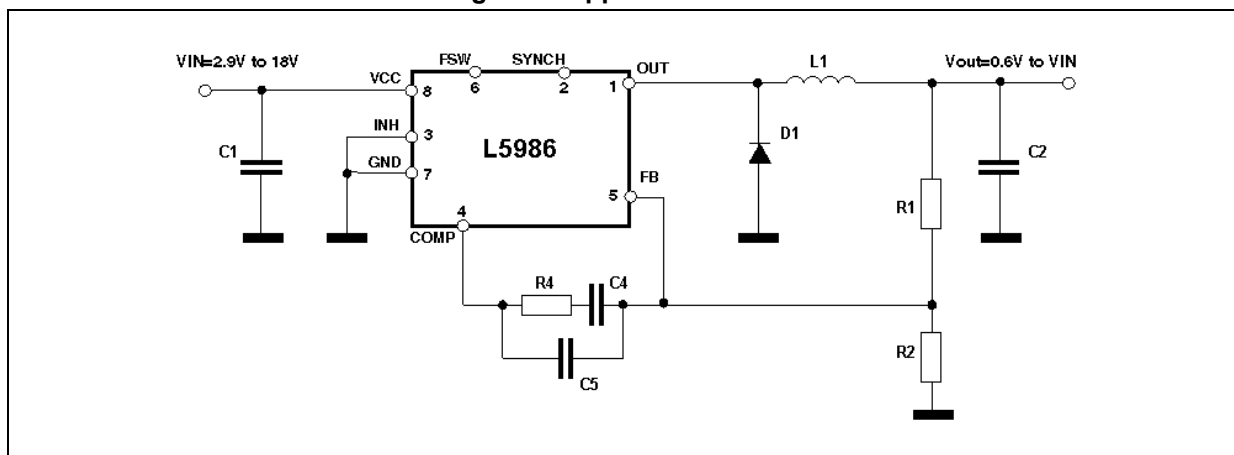 VIN=2.9V to 18V
FSW
SYNCH
VCC
OUT
L1
Vout=0.6V to VIN
8
6
2
1
INH
3
D1
C1
L5986
C2
GND
7
FB
5
R1
4
COMP
R4
C4
R2
C5